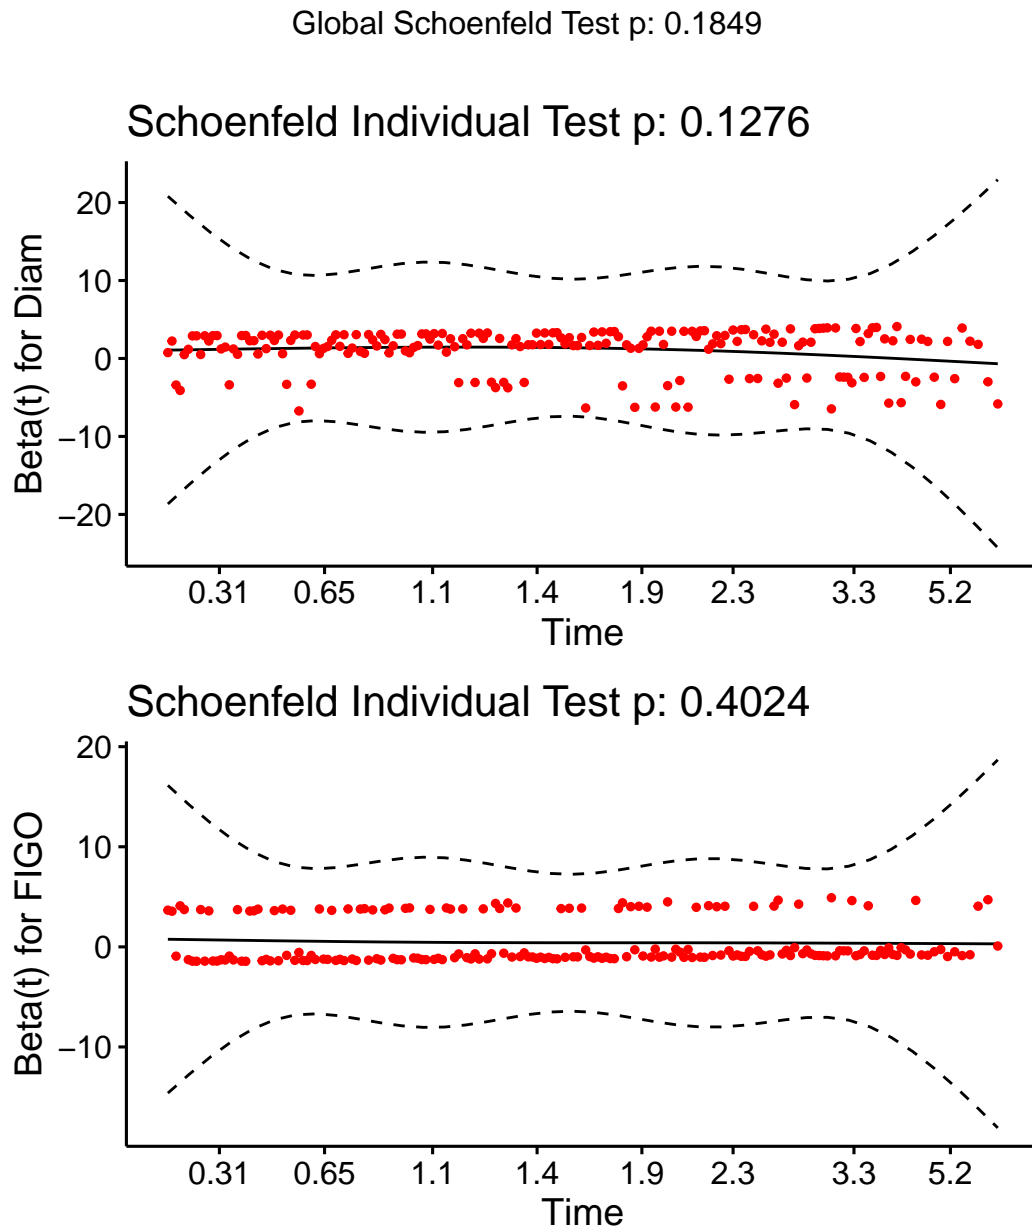 Global Schoenfeld Test p: 0.1849
Schoenfeld Individual Test p: 0.1276
Beta(t) for Diam
20
10
0
−10
−20
0.31 0.65 1.1 1.4 1.9 2.3 3.3 5.2
Time
Schoenfeld Individual Test p: 0.4024
Beta(t) for FIGO
20
10
0
−10
0.31 0.65 1.1 1.4 1.9 2.3 3.3 5.2
Time